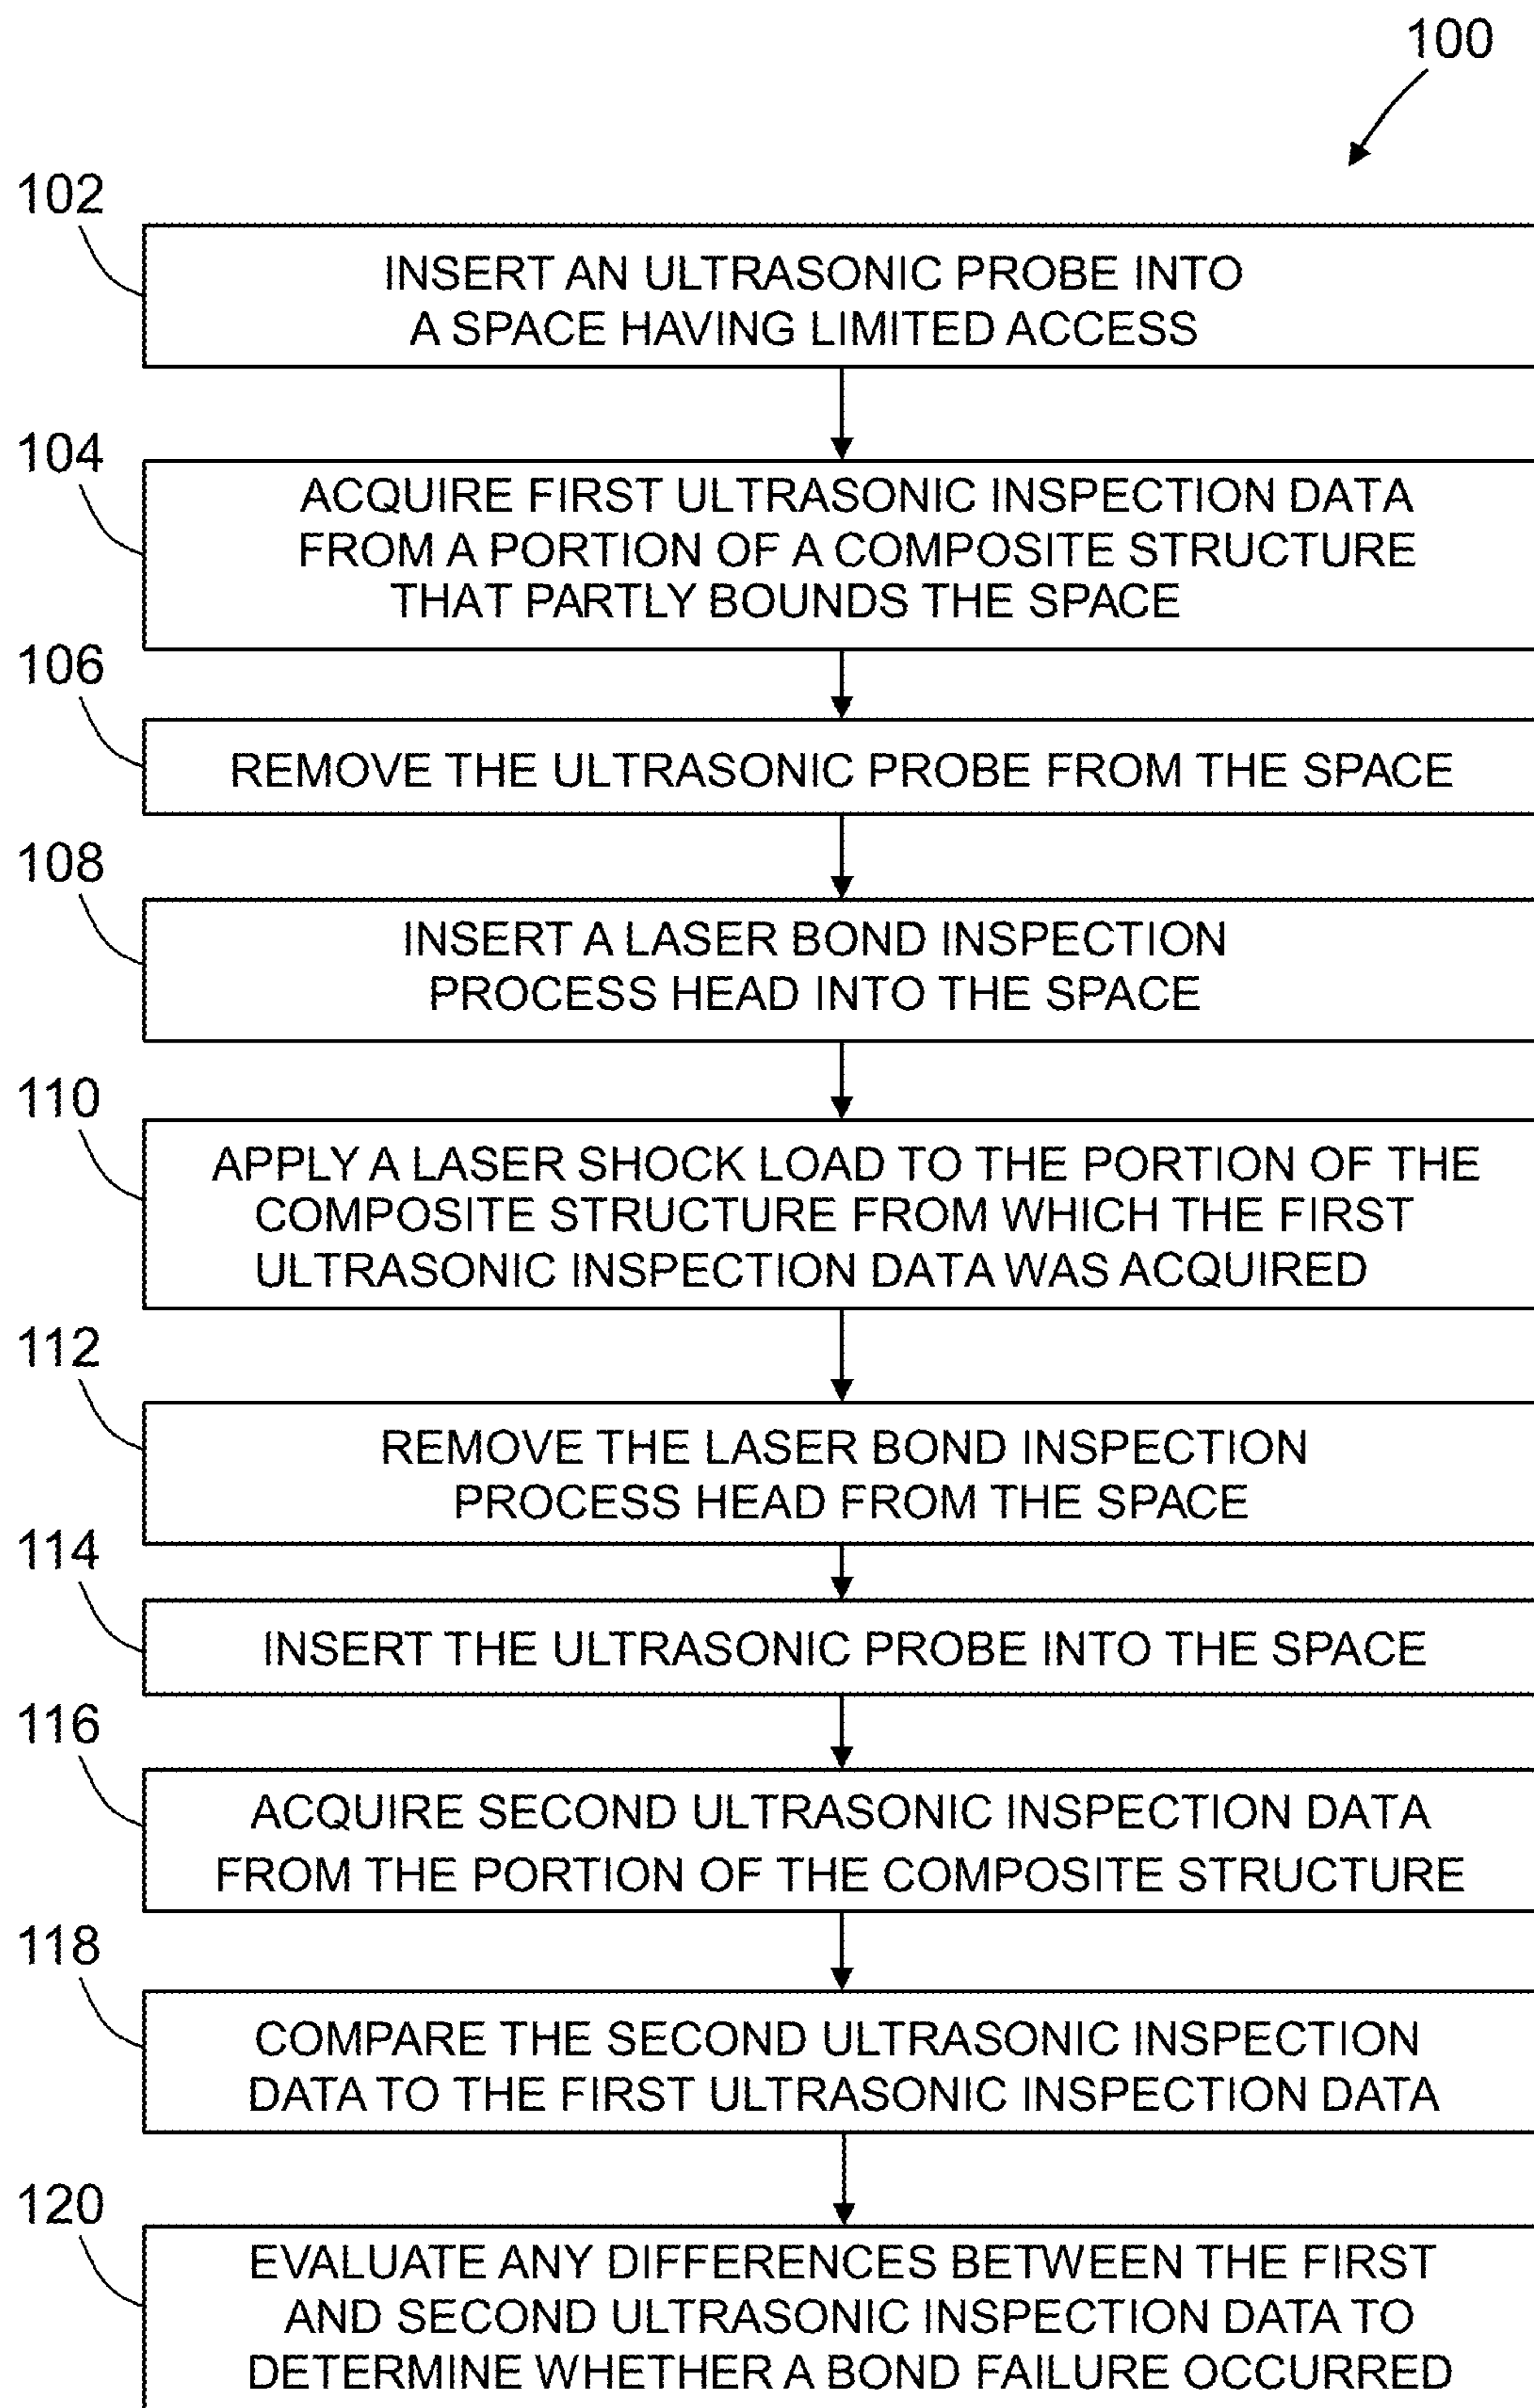 100
102
INSERT AN ULTRASONIC PROBE INTO
A SPACE HAVING LIMITED ACCESS
104
ACQUIRE FIRST ULTRASONIC INSPECTION DATA
FROM A PORTION OF A COMPOSITE STRUCTURE
THAT PARTLY BOUNDS THE SPACE
106
REMOVE THE ULTRASONIC PROBE FROM THE SPACE
108
INSERT A LASER BOND INSPECTION
PROCESS HEAD INTO THE SPACE
110
APPLY A LASER SHOCK LOAD TO THE PORTION OF THE
COMPOSITE STRUCTURE FROM WHICH THE FIRST
ULTRASONIC INSPECTION DATA WAS ACQUIRED
112
REMOVE THE LASER BOND INSPECTION
PROCESS HEAD FROM THE SPACE
114
INSERT THE ULTRASONIC PROBE INTO THE SPACE
116
ACQUIRE SECOND ULTRASONIC INSPECTION DATA
FROM THE PORTION OF THE COMPOSITE STRUCTURE
118
COMPARE THE SECOND ULTRASONIC INSPECTION
DATA TO THE FIRST ULTRASONIC INSPECTION DATA
120
EVALUATE ANY DIFFERENCES BETWEEN THE FIRST
AND SECOND ULTRASONIC INSPECTION DATA TO
DETERMINE WHETHER A BOND FAILURE OCCURRED